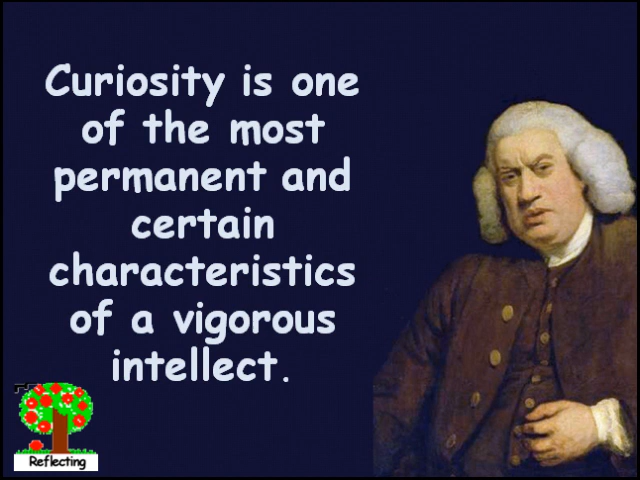 Curiosity is one
of the most
permanent and
certain
characteristics
of a vigorous
intellect.
Reflecting